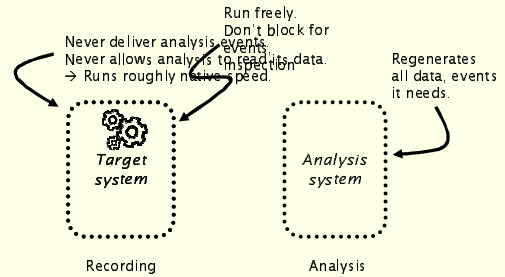 Run freely.
Don't block for
events,
inspection
Never deliver analysis events.
Never allows analysis to read its data.
→ Runs roughly native speed.
Regenerates
all data, events
it needs.
Target
system
Analysis
system
Recording
Analysis